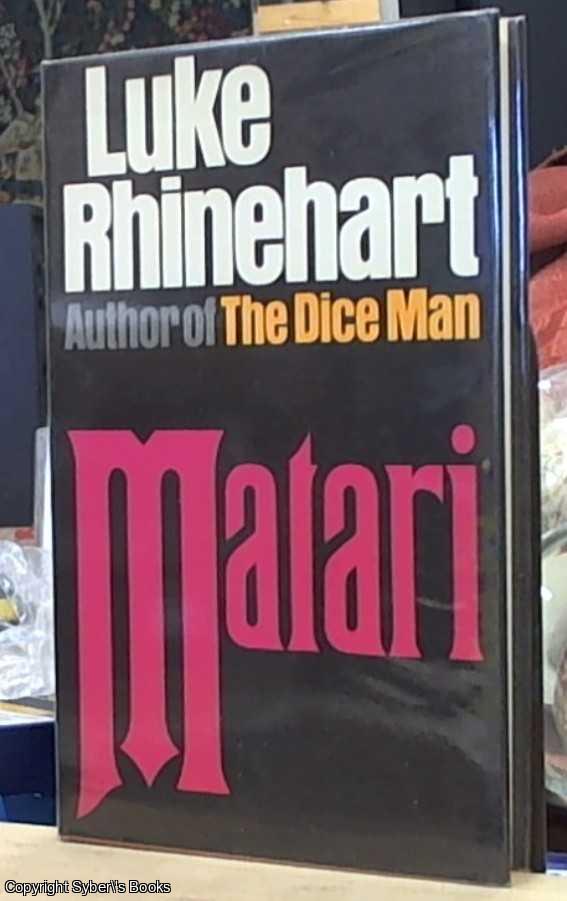 Luke
Rhinehart
Author of The Dice Man
Matari
Copyright Syber\'s Books